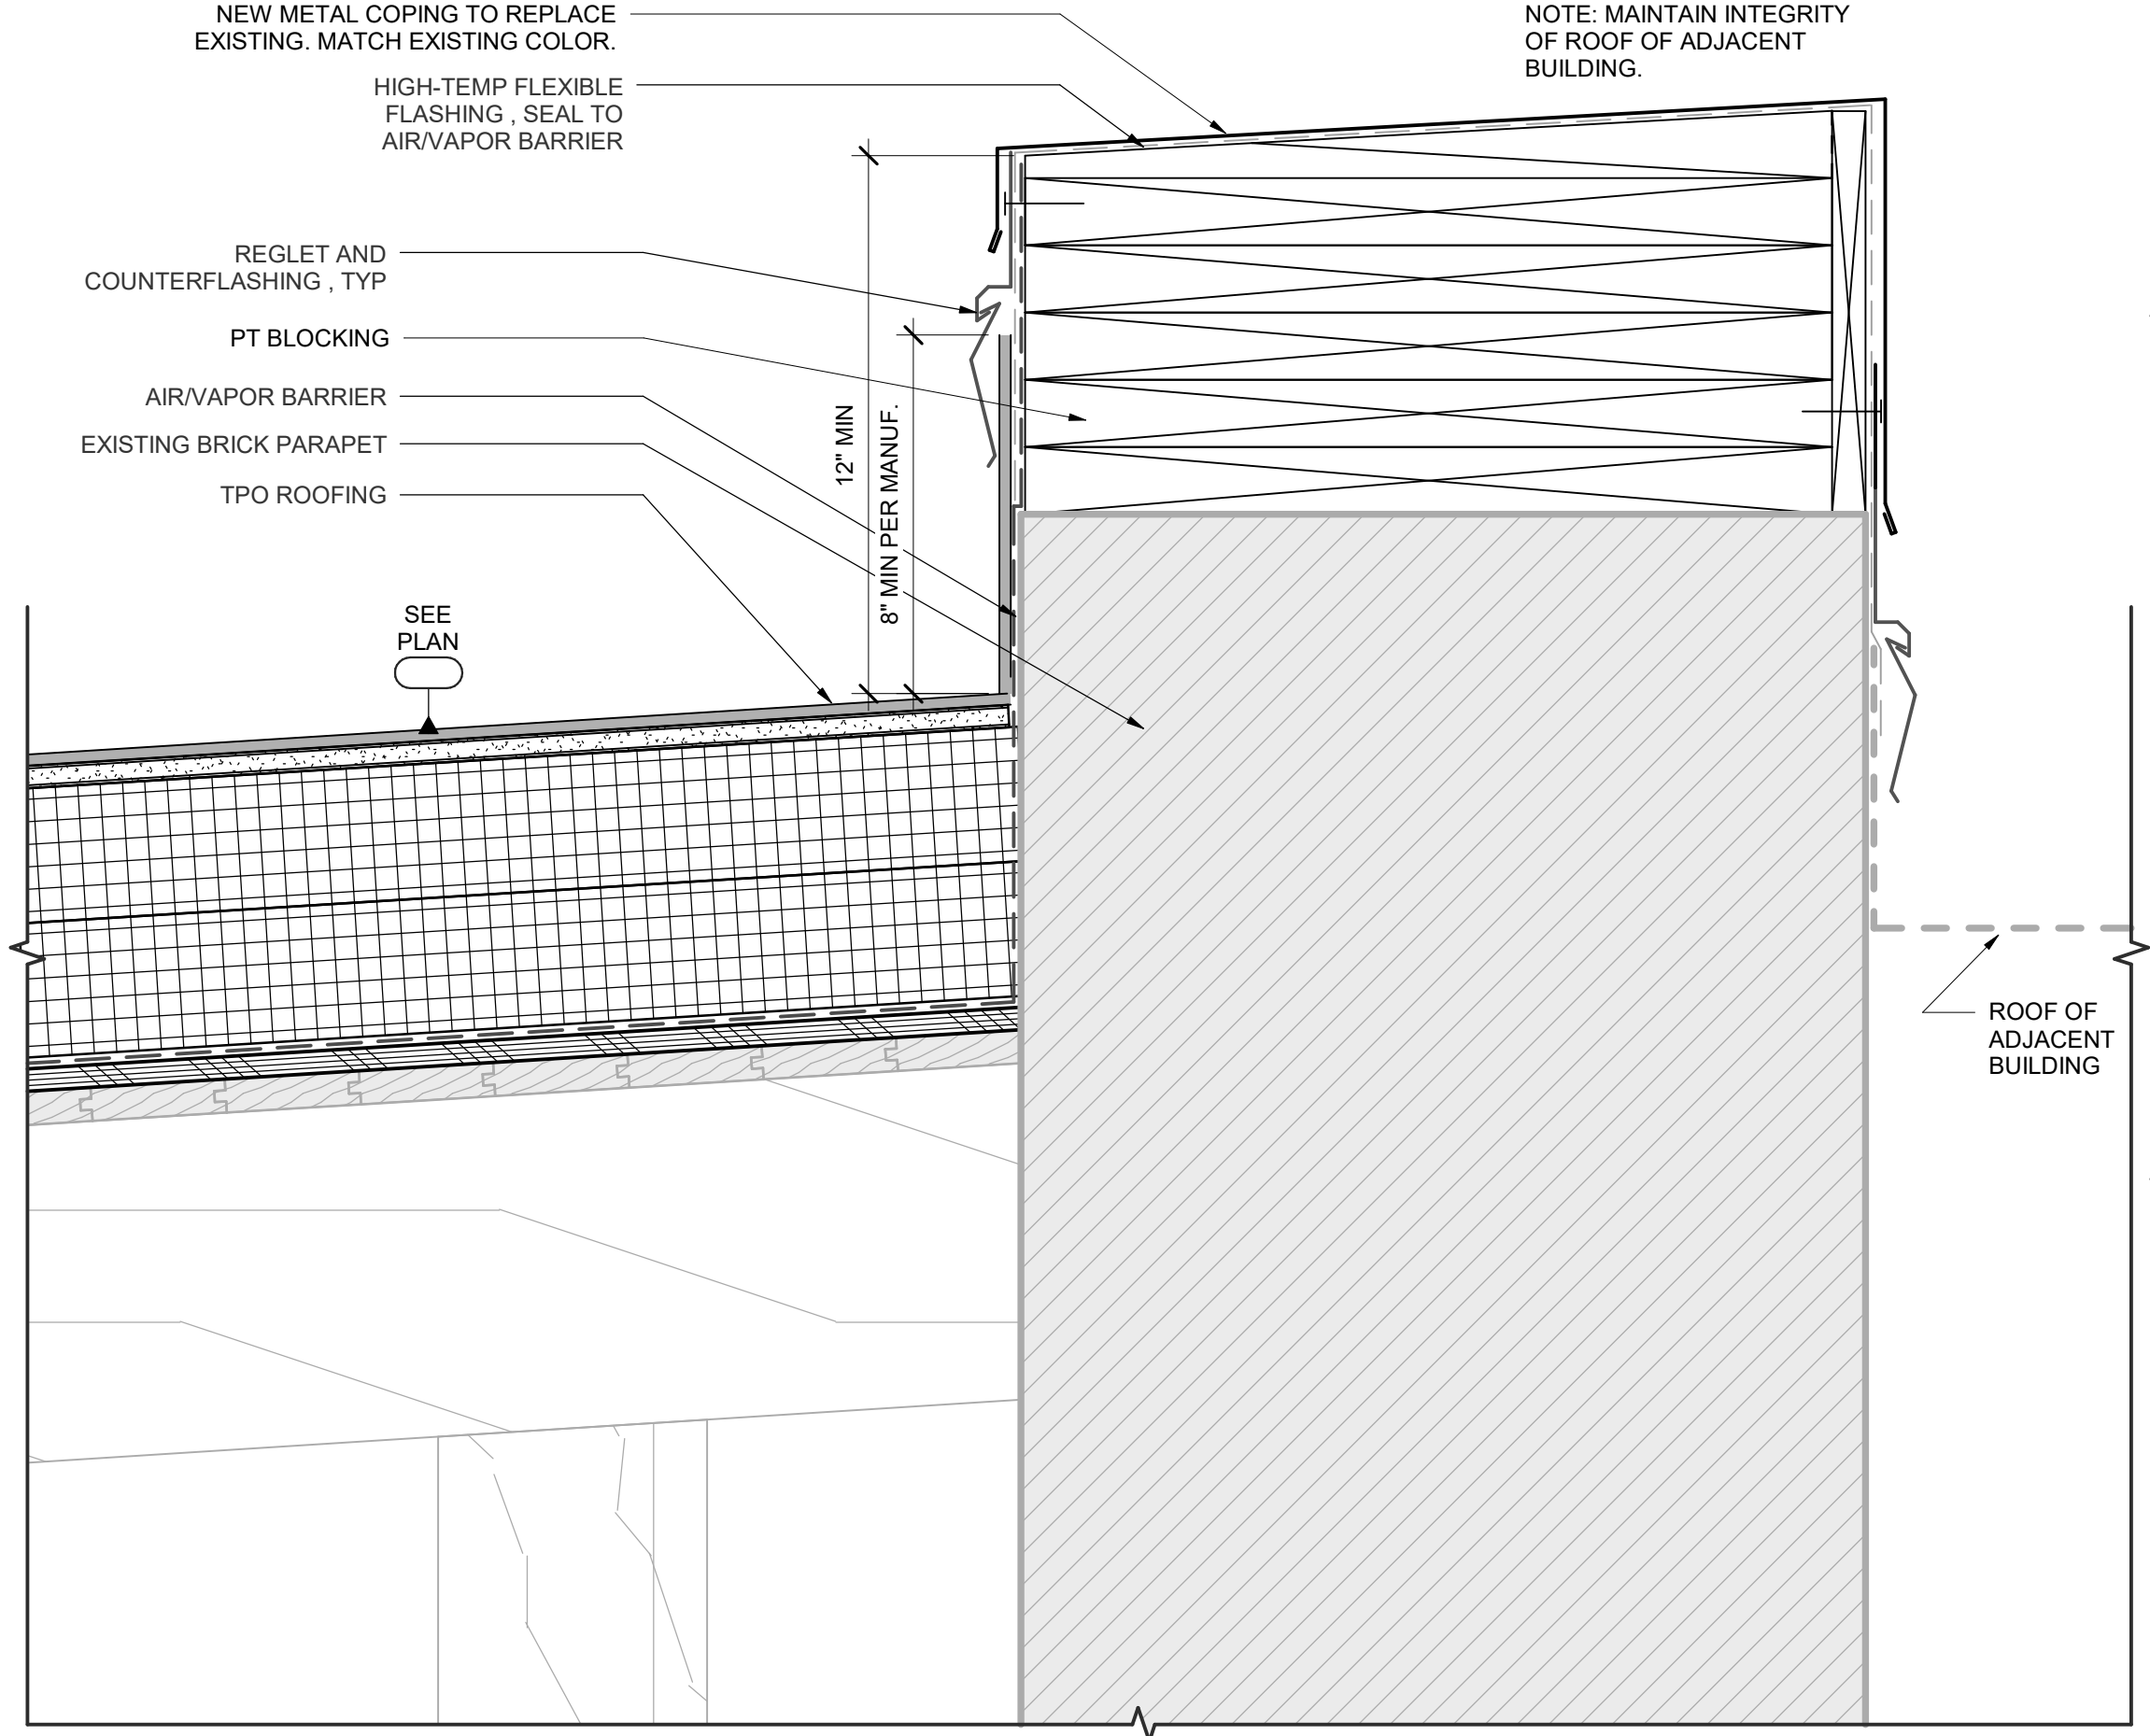 NEW METAL COPING TO REPLACE
EXISTING. MATCH EXISTING COLOR.
NOTE: MAINTAIN INTEGRITY
OF ROOF OF ADJACENT
BUILDING.
HIGH-TEMP FLEXIBLE
FLASHING , SEAL TO
AIR/VAPOR BARRIER
REGLET AND
COUNTERFLASHING , TYP
PT BLOCKING
AIR/VAPOR BARRIER
EXISTING BRICK PARAPET
TPO ROOFING
12" MIN
8" MIN PER MANUF.
SEE
PLAN
ROOF OF
ADJACENT
BUILDING